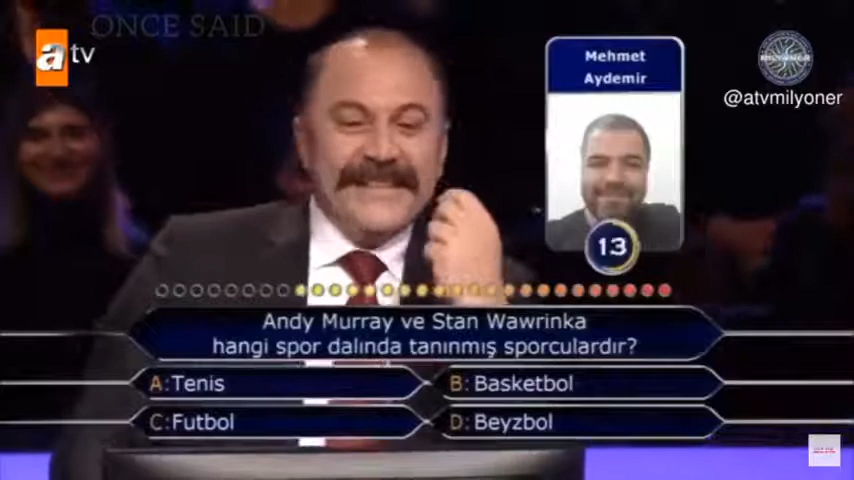 ONCE SAID
atv
Mehmet
Aydemir
@atvmilyoner
13
Andy Murray ve Stan Wawrinka
hangi spor dalında tanınmış sporculardır?
A: Tenis
B: Basketbol
C: Futbol
D: Beyzbol